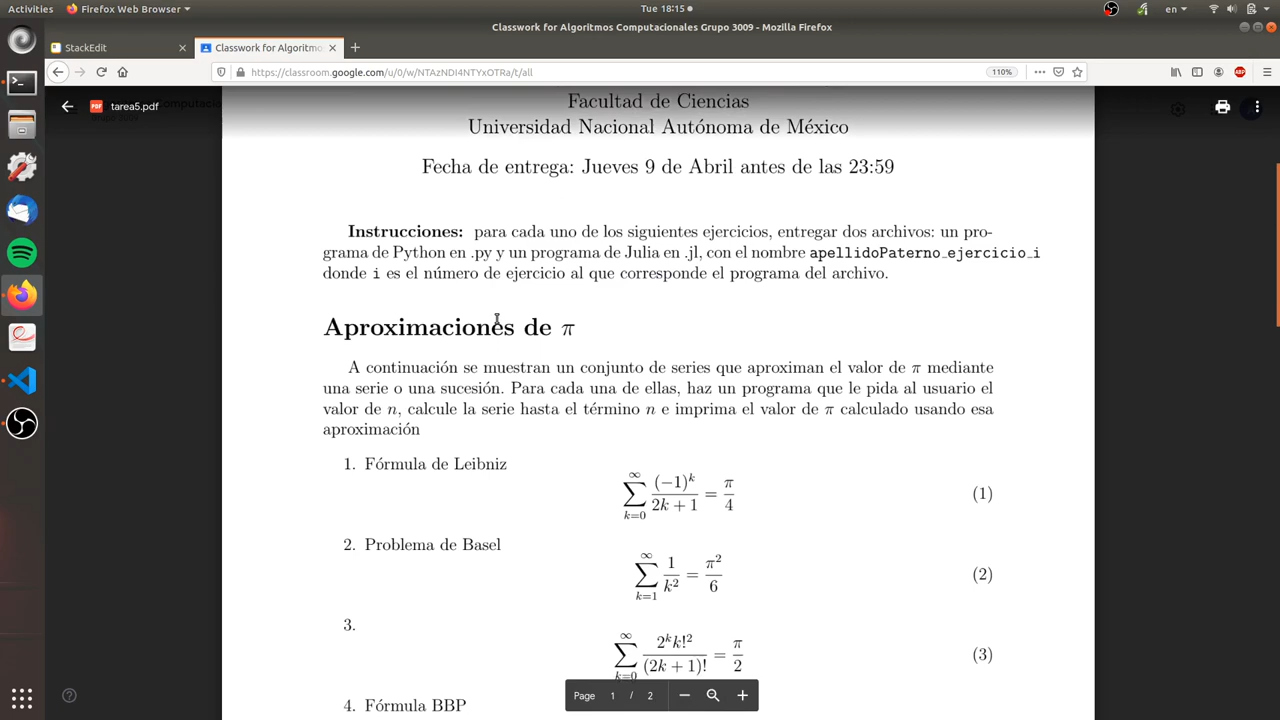 Activities Firefox Web Browser Tue 18:15 en
Classwork for Algoritmos Computacionales Grupo 3009 - Mozilla Firefox
StackEdit Classwork for Algoritmo
https://classroom.google.com/u/0/w/NTAzNDI4NTYxOTRa/t/all 110% ABP
PDF tarea5.pdf
Facultad de Ciencias
Universidad Nacional Autónoma de México
Fecha de entrega: Jueves 9 de Abril antes de las 23:59
Instrucciones: para cada uno de los siguientes ejercicios, entregar dos archivos: un pro-
grama de Python en .py y un programa de Julia en .jl, con el nombre apellidoPaterno_ejercicio_i
donde i es el número de ejercicio al que corresponde el programa del archivo.
Aproximaciones de π
A continuación se muestran un conjunto de series que aproximan el valor de π mediante
una serie o una sucesión. Para cada una de ellas, haz un programa que le pida al usuario el
valor de n, calcule la serie hasta el término n e imprima el valor de π calculado usando esa
aproximación
1. Fórmula de Leibniz
∑_{k=0}^{∞} (−1)^k / (2k + 1) = π/4 (1)
2. Problema de Basel
∑_{k=1}^{∞} 1/k² = π²/6 (2)
3.
∑_{k=0}^{∞} 2^k k!² / (2k + 1)! = π/2 (3)
4. Fórmula BBP
Page 1 / 2